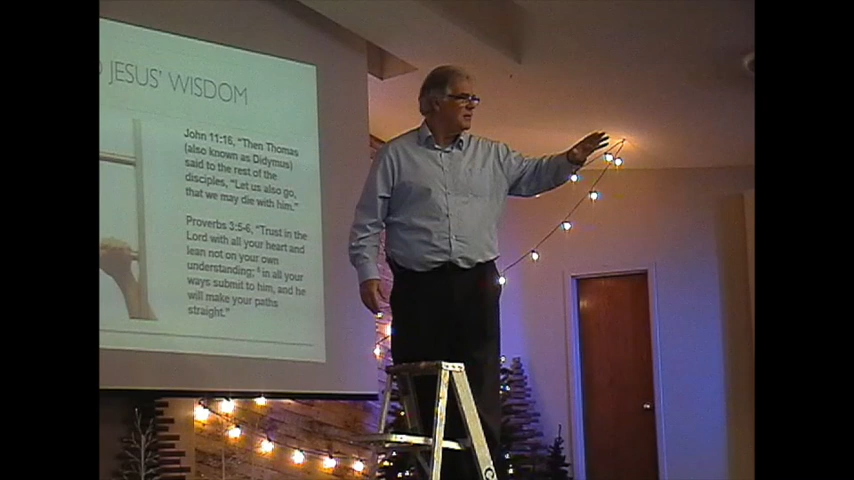 JESUS' WISDOM
John 11:16, "Then Thomas
(also known as Didymus)
said to the rest of the
disciples, "Let us also go,
that we may die with him."
Proverbs 3:5-6, "Trust in the
Lord with all your heart and
lean not on your own
understanding; 6 in all your
ways submit to him, and he
will make your paths
straight."